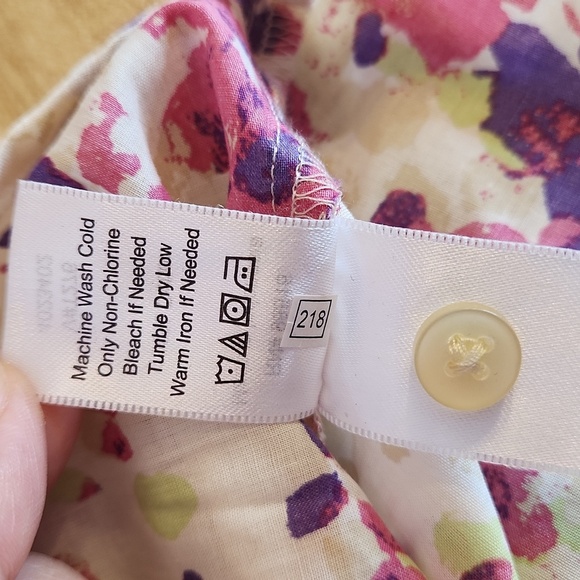 Machine Wash Cold
Only Non-Chlorine
Bleach If Needed
Tumble Dry Low
Warm Iron If Needed
218